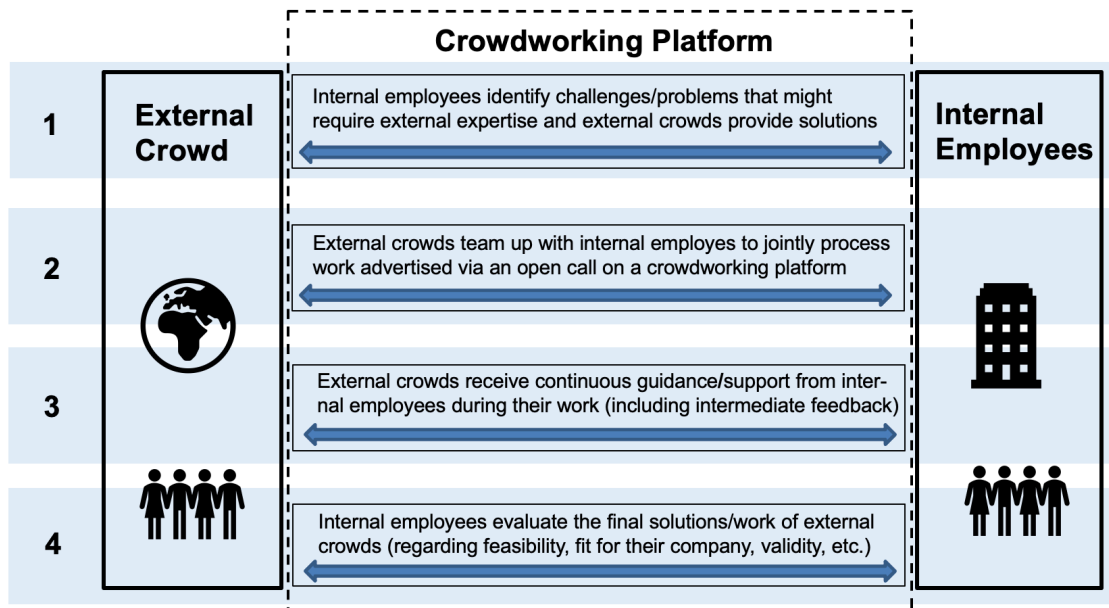 Crowdworking Platform
1
External
Crowd
Internal employees identify challenges/problems that might
require external expertise and external crowds provide solutions
Internal
Employees
2
External crowds team up with internal employes to jointly process
work advertised via an open call on a crowdworking platform
3
External crowds receive continuous guidance/support from inter-
nal employees during their work (including intermediate feedback)
4
Internal employees evaluate the final solutions/work of external
crowds (regarding feasibility, fit for their company, validity, etc.)